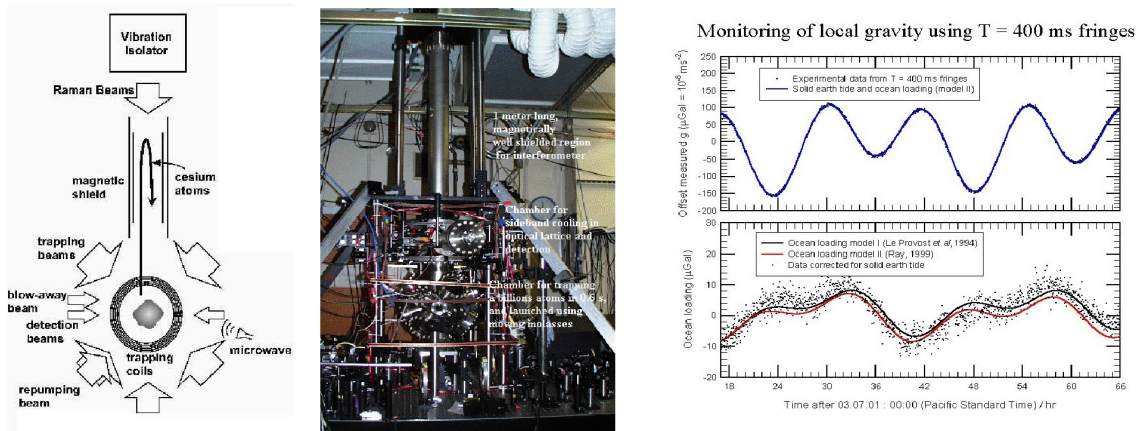 Vibration
Isolator
Raman Beams
magnetic
shield
cesium
atoms
trapping
beams
blow-away
beam
detection
beams
trapping
coils
microwave
repumping
beam
1 meter long,
magnetically
well shielded region
for interferometer
Chamber for
sideband cooling in
optical lattice and
detection
Chamber for trapping
a billions atoms in 0.6 s,
and launched using
moving molasses
Monitoring of local gravity using T = 400 ms fringes
Offset measured g (µGal = 10⁻⁸ ms⁻²)
250
200
150
100
50
0
-50
-100
-150
-200
Experimental data from T = 400 ms fringes
Solid earth tide and ocean loading (model II)
Ocean loading (µGal)
30
20
10
0
-10
-20
Ocean loading model I (Le Provost et al, 1994)
Ocean loading model II (Ray, 1999)
Data corrected for solid earth tide
18 24 30 36 42 48 54 60 66
Time after 03.07.01 : 00:00 (Pacific Standard Time) / hr